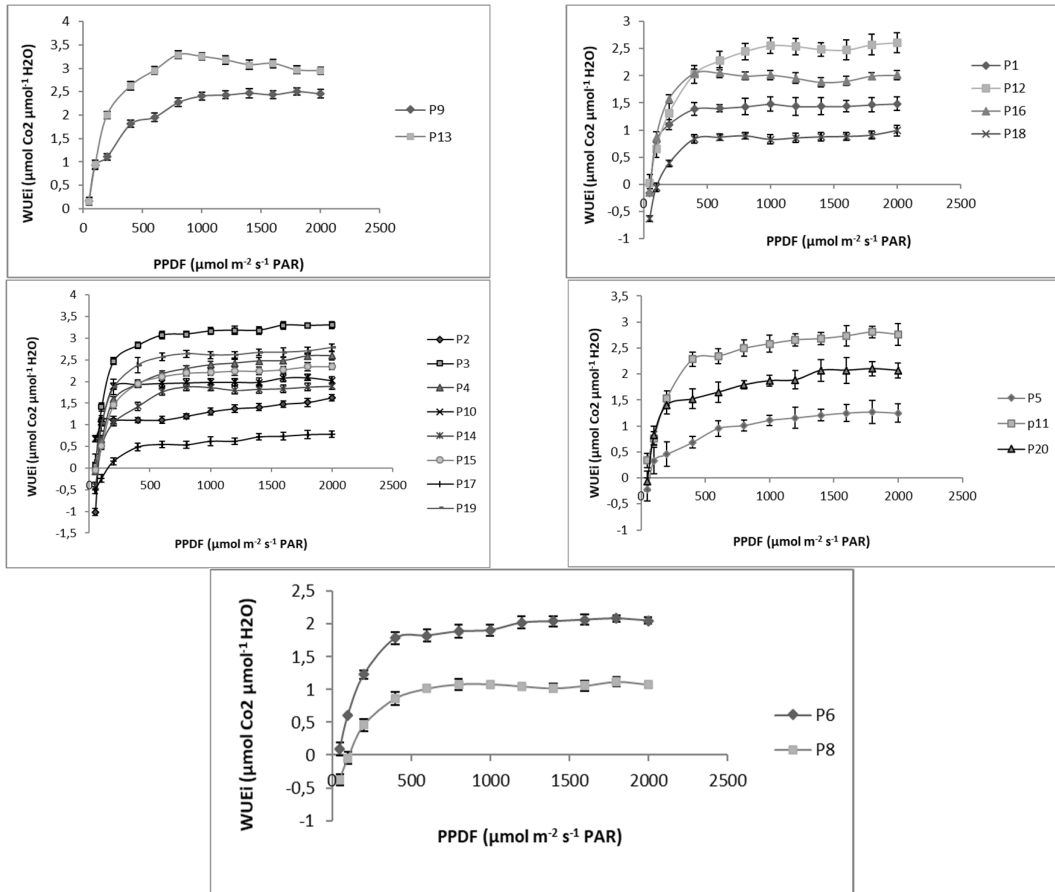 4
3,5
3
2,5
2
1,5
1
0,5
0
0 500 1000 1500 2000 2500
WUEi (µmol Co2 µmol⁻¹ H2O)
PPDF (µmol m⁻² s⁻¹ PAR)
P9
P13
3
2,5
2
1,5
1
0,5
0
-0,5
-1
0 500 1000 1500 2000 2500
WUEi (µmol Co2 µmol⁻¹ H2O)
PPDF (µmol m⁻² s⁻¹ PAR)
P1
P12
P16
P18
4
3,5
3
2,5
2
1,5
1
0,5
0
-0,5
-1
-1,5
0 500 1000 1500 2000 2500
WUEi (µmol Co2 µmol⁻¹ H2O)
PPDF (µmol m⁻² s⁻¹ PAR)
P2
P3
P4
P10
P14
P15
P17
P19
3,5
3
2,5
2
1,5
1
0,5
0
-0,5
-1
0 500 1000 1500 2000 2500
WUEi (µmol Co2 µmol⁻¹ H2O)
PPDF (µmol m⁻² s⁻¹ PAR)
P5
p11
P20
2,5
2
1,5
1
0,5
0
-0,5
-1
0 500 1000 1500 2000 2500
WUEi (µmol Co2 µmol⁻¹ H2O)
PPDF (µmol m⁻² s⁻¹ PAR)
P6
P8